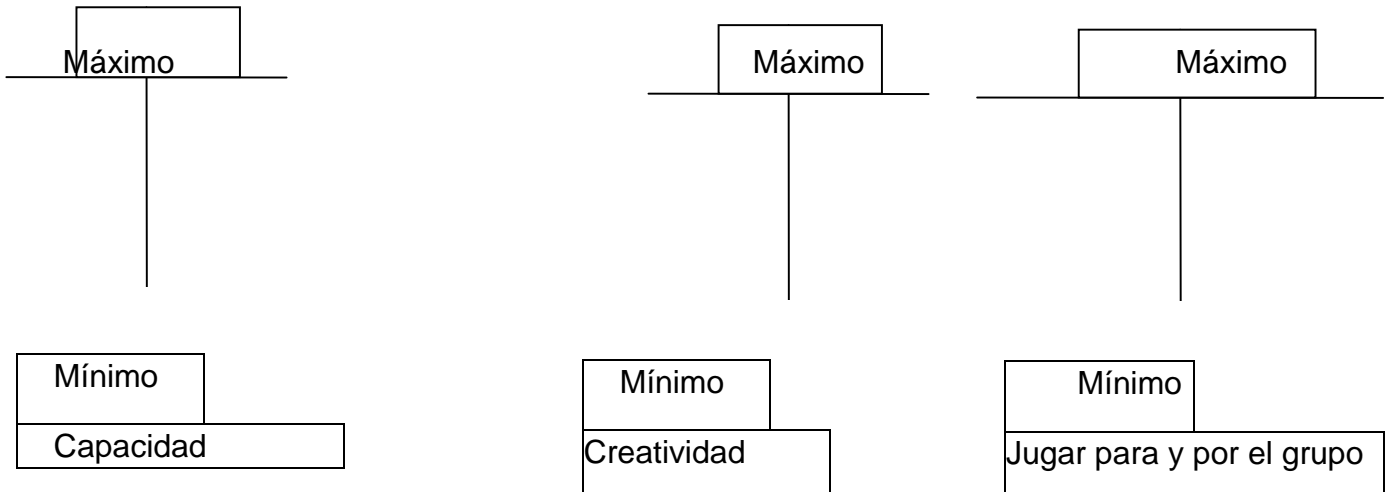 Máximo
Máximo
Máximo
Mínimo
Mínimo
Mínimo
Capacidad
Creatividad
Jugar para y por el grupo